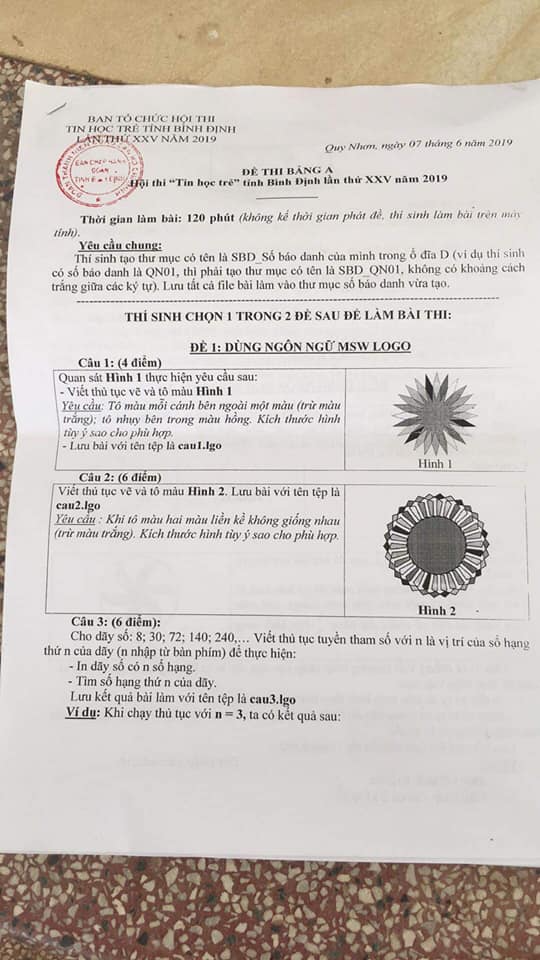 BAN TỔ CHỨC HỘI THI
TIN HỌC TRẺ TỈNH BÌNH ĐỊNH
LẦN THỨ XXV NĂM 2019
Quy Nhơn, ngày 07 tháng 6 năm 2019
ĐỀ THI BẢNG A
Hội thi “Tin học trẻ” tỉnh Bình Định lần thứ XXV năm 2019
Thời gian làm bài: 120 phút (không kể thời gian phát đề, thí sinh làm bài trên máy
tính).
Yêu cầu chung:
Thí sinh tạo thư mục có tên là SBD_Số báo danh của mình trong ổ đĩa D (ví dụ thí sinh
có số báo danh là QN01, thì phải tạo thư mục có tên là SBD_QN01, không có khoảng cách
trắng giữa các ký tự). Lưu tất cả file bài làm vào thư mục số báo danh vừa tạo.
THÍ SINH CHỌN 1 TRONG 2 ĐỀ SAU ĐỂ LÀM BÀI THI:
ĐỀ 1: DÙNG NGÔN NGỮ MSW LOGO
Câu 1: (4 điểm)
Quan sát Hình 1 thực hiện yêu cầu sau:
- Viết thủ tục vẽ và tô màu Hình 1
Yêu cầu: Tô màu mỗi cánh bên ngoài một màu (trừ màu
trắng); tô nhụy bên trong màu hồng. Kích thước hình
tùy ý sao cho phù hợp.
- Lưu bài với tên tệp là cau1.lgo
Hình 1
Câu 2: (6 điểm)
Viết thủ tục vẽ và tô màu Hình 2. Lưu bài với tên tệp là
cau2.lgo
Yêu cầu : Khi tô màu hai màu liền kề không giống nhau
(trừ màu trắng). Kích thước hình tùy ý sao cho phù hợp.
Hình 2
Câu 3: (6 điểm):
Cho dãy số: 8; 30; 72; 140; 240,… Viết thủ tục tuyền tham số với n là vị trí của số hạng
thứ n của dãy (n nhập từ bàn phím) để thực hiện:
- In dãy số có n số hạng.
- Tìm số hạng thứ n của dãy.
Lưu kết quả bài làm với tên tệp là cau3.lgo
Ví dụ: Khi chạy thủ tục với n = 3, ta có kết quả sau: